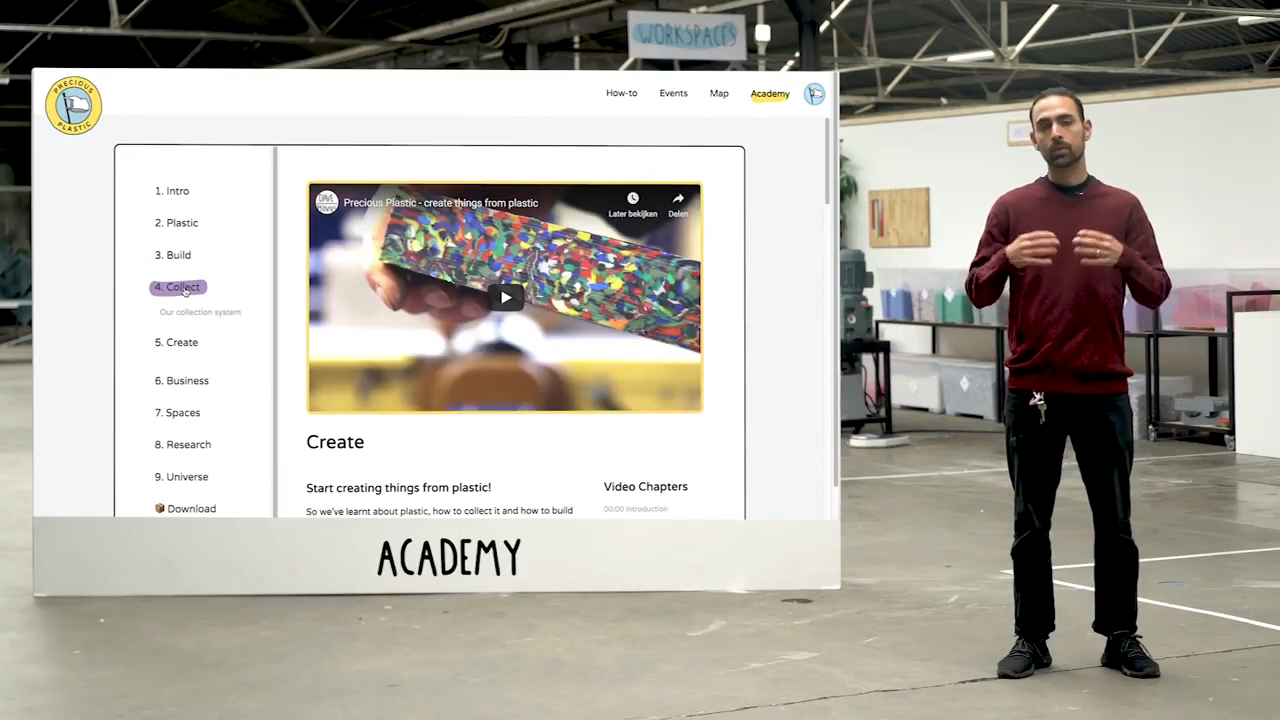 WORKSPACES
PRECIOUS
PLASTIC
How-to
Events
Map
Academy
1. Intro
2. Plastic
3. Build
4. Collect
Our collection system
5. Create
6. Business
7. Spaces
8. Research
9. Universe
Download
DAVE
Precious Plastic - create things from plastic
Later bekijken
Delen
Create
Start creating things from plastic!
So we've learnt about plastic, how to collect it and how to build
Video Chapters
00:00 Introduction
ACADEMY